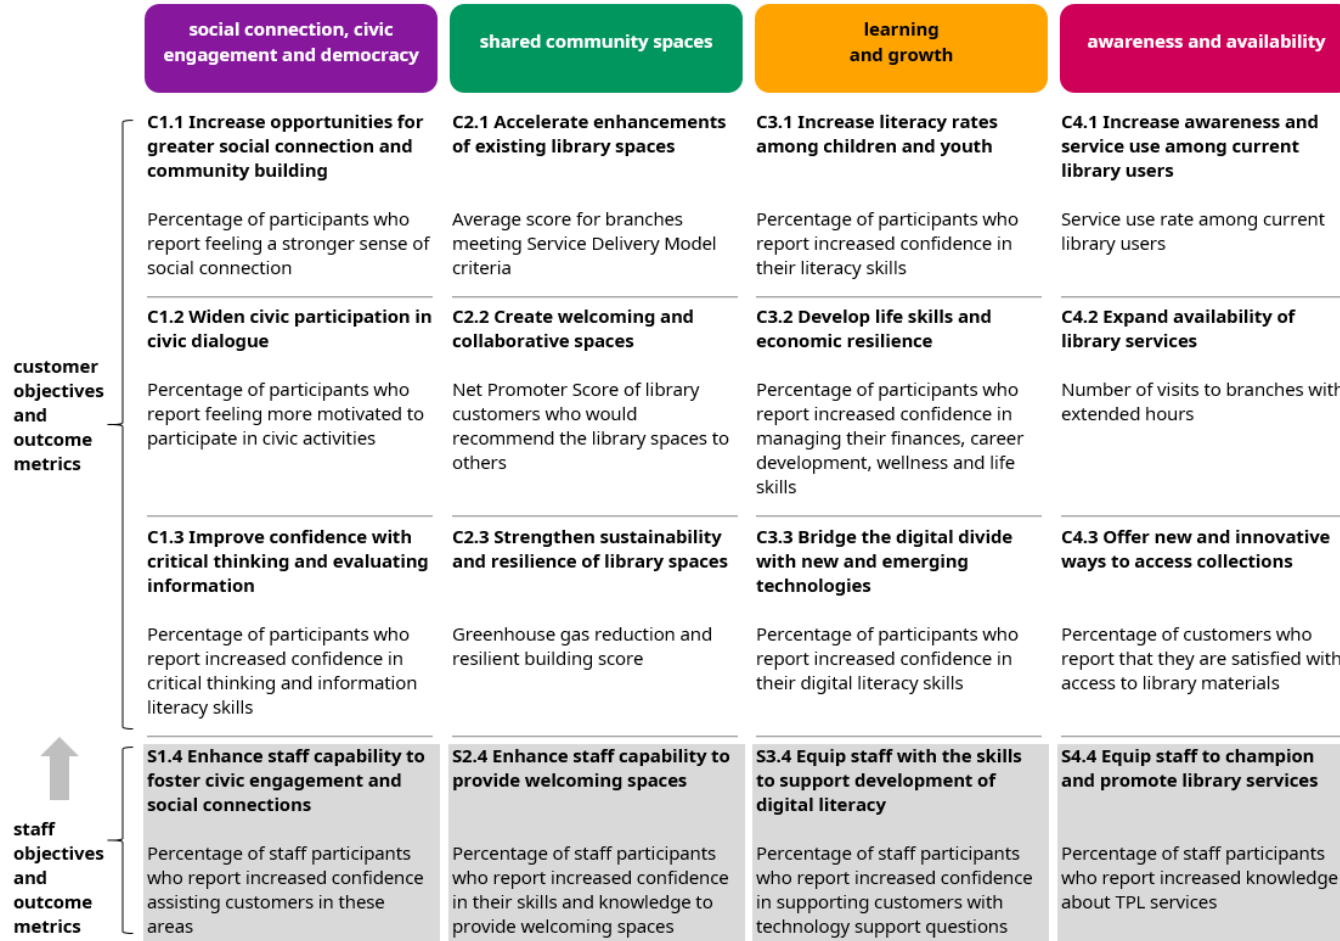 social connection, civic
engagement and democracy
shared community spaces
learning
and growth
awareness and availability
customer
objectives
and
outcome
metrics
C1.1 Increase opportunities for
greater social connection and
community building
Percentage of participants who
report feeling a stronger sense of
social connection
C2.1 Accelerate enhancements
of existing library spaces
Average score for branches
meeting Service Delivery Model
criteria
C3.1 Increase literacy rates
among children and youth
Percentage of participants who
report increased confidence in
their literacy skills
C4.1 Increase awareness and
service use among current
library users
Service use rate among current
library users
C1.2 Widen civic participation in
civic dialogue
Percentage of participants who
report feeling more motivated to
participate in civic activities
C2.2 Create welcoming and
collaborative spaces
Net Promoter Score of library
customers who would
recommend the library spaces to
others
C3.2 Develop life skills and
economic resilience
Percentage of participants who
report increased confidence in
managing their finances, career
development, wellness and life
skills
C4.2 Expand availability of
library services
Number of visits to branches with
extended hours
C1.3 Improve confidence with
critical thinking and evaluating
information
Percentage of participants who
report increased confidence in
critical thinking and information
literacy skills
C2.3 Strengthen sustainability
and resilience of library spaces
Greenhouse gas reduction and
resilient building score
C3.3 Bridge the digital divide
with new and emerging
technologies
Percentage of participants who
report increased confidence in
their digital literacy skills
C4.3 Offer new and innovative
ways to access collections
Percentage of customers who
report that they are satisfied with
access to library materials
staff
objectives
and
outcome
metrics
S1.4 Enhance staff capability to
foster civic engagement and
social connections
Percentage of staff participants
who report increased confidence
assisting customers in these
areas
S2.4 Enhance staff capability to
provide welcoming spaces
Percentage of staff participants
who report increased confidence
in their skills and knowledge to
provide welcoming spaces
S3.4 Equip staff with the skills
to support development of
digital literacy
Percentage of staff participants
who report increased confidence
in supporting customers with
technology support questions
S4.4 Equip staff to champion
and promote library services
Percentage of staff participants
who report increased knowledge
about TPL services